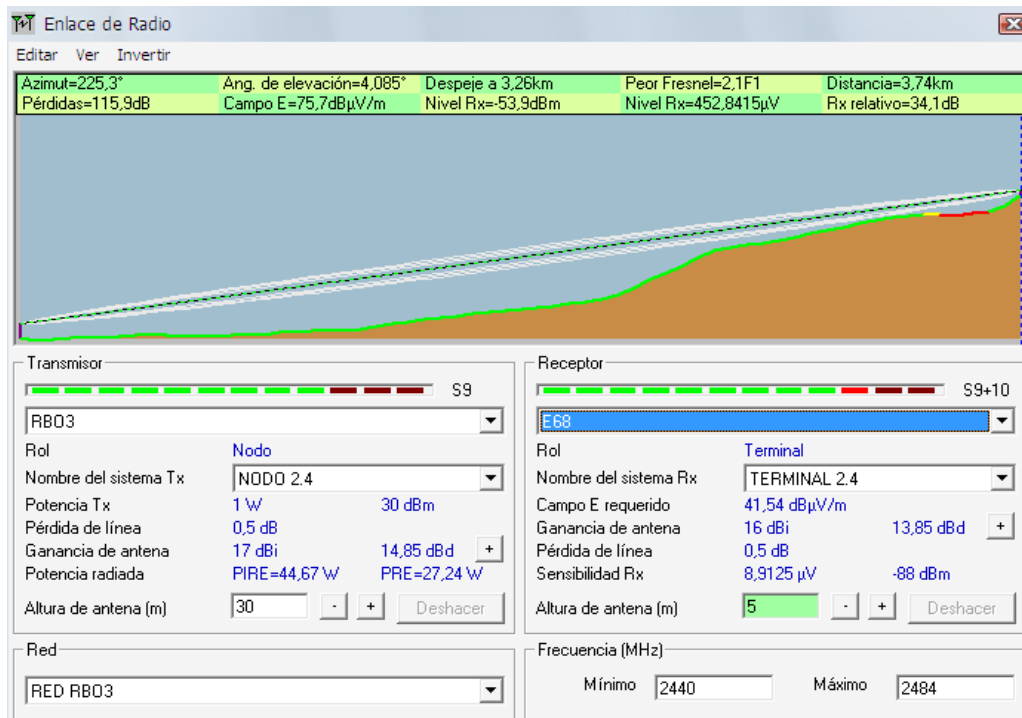 Enlace de Radio
Editar Ver Invertir
Azimut=225,3° Ang. de elevación=4,085° Despeje a 3,26km Peor Fresnel=2,1F1 Distancia=3,74km
Pérdidas=115,9dB Campo E=75,7dBµV/m Nivel Rx=-53,9dBm Nivel Rx=452,8415µV Rx relativo=34,1dB
Transmisor
S9
RB03
Rol Nodo
Nombre del sistema Tx NODO 2.4
Potencia Tx 1 W 30 dBm
Pérdida de línea 0,5 dB
Ganancia de antena 17 dBi 14,85 dBd +
Potencia radiada PIRE=44,67 W PRE=27,24 W
Altura de antena (m) 30 - + Deshacer
Receptor
S9+10
E68
Rol Terminal
Nombre del sistema Rx TERMINAL 2.4
Campo E requerido 41,54 dBµV/m
Ganancia de antena 16 dBi 13,85 dBd +
Pérdida de línea 0,5 dB
Sensibilidad Rx 8,9125 µV -88 dBm
Altura de antena (m) 5 - + Deshacer
Red
RED RB03
Frecuencia (MHz)
Mínimo 2440 Máximo 2484